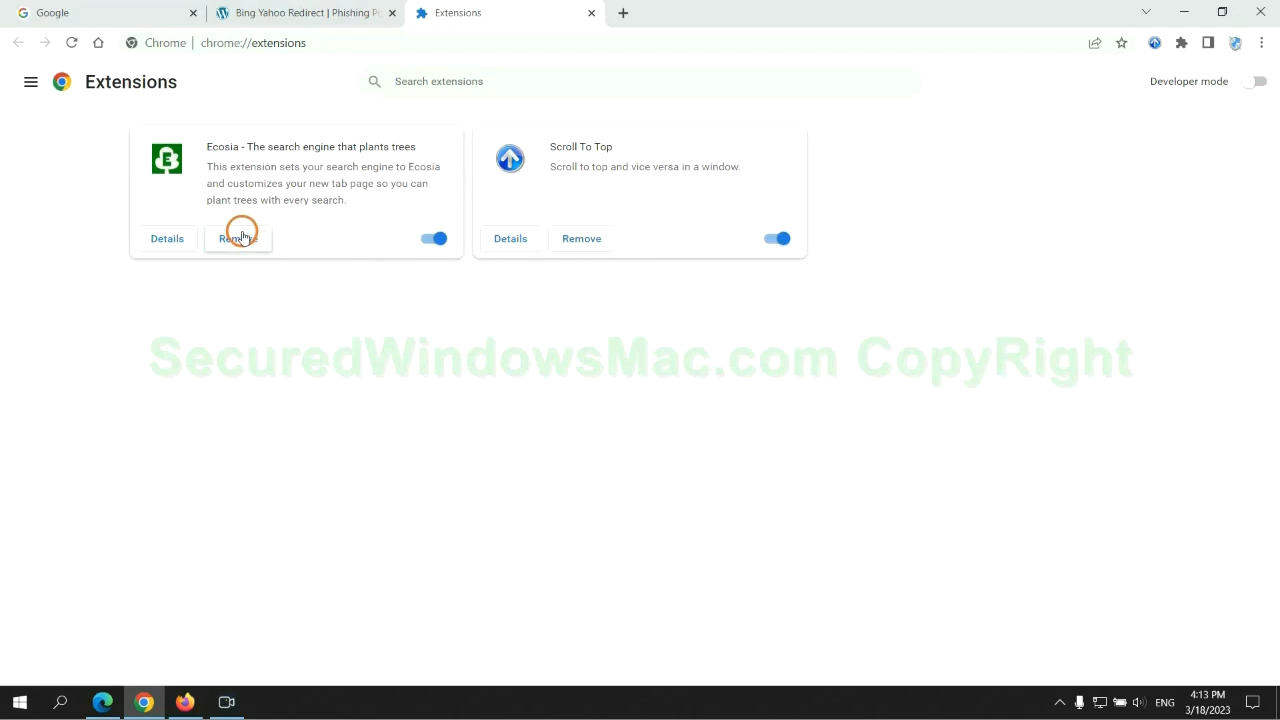 Google
Bing Yahoo Redirect | Phishing Po
Extensions
Chrome
chrome://extensions
Extensions
Search extensions
Developer mode
Ecosia - The search engine that plants trees
This extension sets your search engine to Ecosia
and customizes your new tab page so you can
plant trees with every search.
Details
Remove
Scroll To Top
Scroll to top and vice versa in a window.
Details
Remove
SecuredWindowsMac.com CopyRight
ENG
4:13 PM
3/18/2023